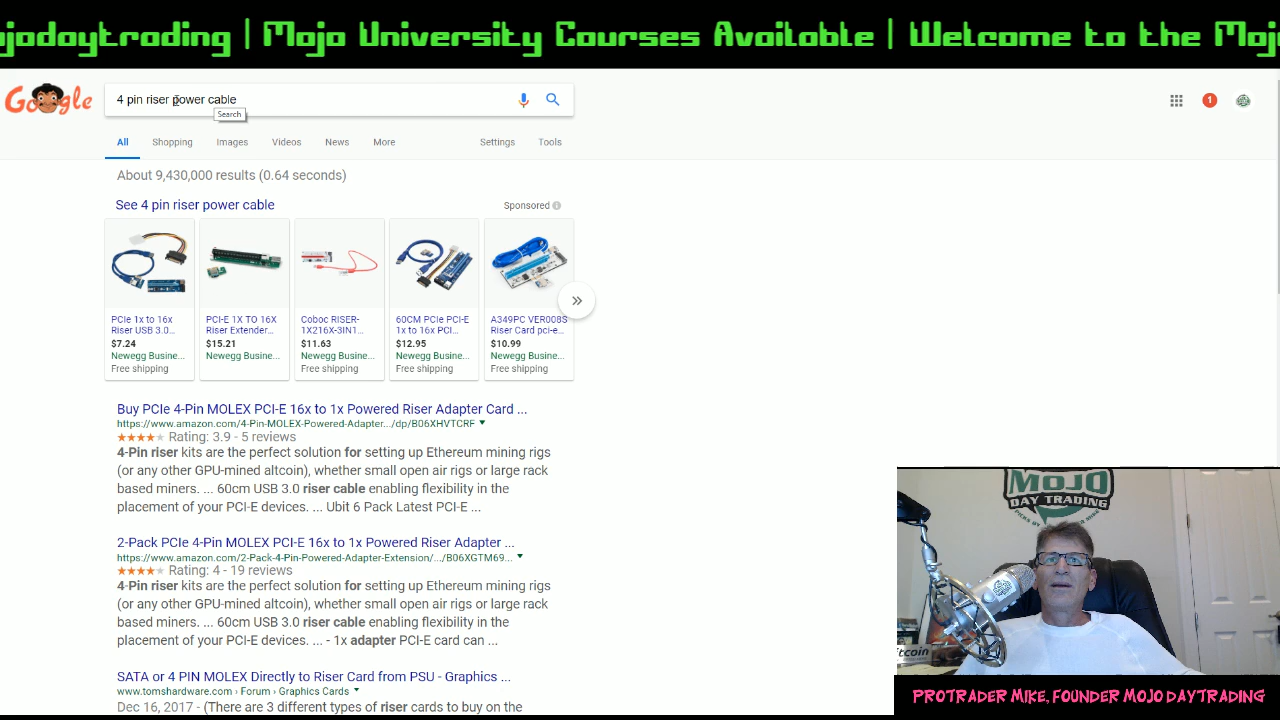 ojodaytrading | Mojo University Courses Available | Welcome to the Moj
Google
4 pin riser power cable
Search
1
All Shopping Images Videos News More Settings Tools
About 9,430,000 results (0.64 seconds)
See 4 pin riser power cable
Sponsored
PCIe 1x to 16x
Riser USB 3.0...
$7.24
Newegg Busine...
Free shipping
PCI-E 1X TO 16X
Riser Extender...
$15.21
Newegg Busine...
Coboc RISER-
1X216X-3IN1...
$11.63
Newegg Busine...
Free shipping
60CM PCIe PCI-E
1x to 16x PCI...
$12.95
Newegg Busine...
Free shipping
A349PC VER008S
Riser Card pci-e...
$10.99
Newegg Busine...
Free shipping
Buy PCIe 4-Pin MOLEX PCI-E 16x to 1x Powered Riser Adapter Card ...
https://www.amazon.com/4-Pin-MOLEX-Powered-Adapter.../dp/B06XHVTCRF
Rating: 3.9 - 5 reviews
4-Pin riser kits are the perfect solution for setting up Ethereum mining rigs
(or any other GPU-mined altcoin), whether small open air rigs or large rack
based miners. ... 60cm USB 3.0 riser cable enabling flexibility in the
placement of your PCI-E devices. ... Ubit 6 Pack Latest PCI-E ...
2-Pack PCIe 4-Pin MOLEX PCI-E 16x to 1x Powered Riser Adapter ...
https://www.amazon.com/2-Pack-4-Pin-Powered-Adapter-Extension/.../B06XGTM69...
Rating: 4 - 19 reviews
4-Pin riser kits are the perfect solution for setting up Ethereum mining rigs
(or any other GPU-mined altcoin), whether small open air rigs or large rack
based miners. ... 60cm USB 3.0 riser cable enabling flexibility in the
placement of your PCI-E devices. ... - 1x adapter PCI-E card can ...
SATA or 4 PIN MOLEX Directly to Riser Card from PSU - Graphics ...
www.tomshardware.com › Forum › Graphics Cards
Dec 16, 2017 - (There are 3 different types of riser cards to buy on the
MOJO
DAY TRADING
itcoin
PROTRADER MIKE, FOUNDER MOJO DAYTRADING